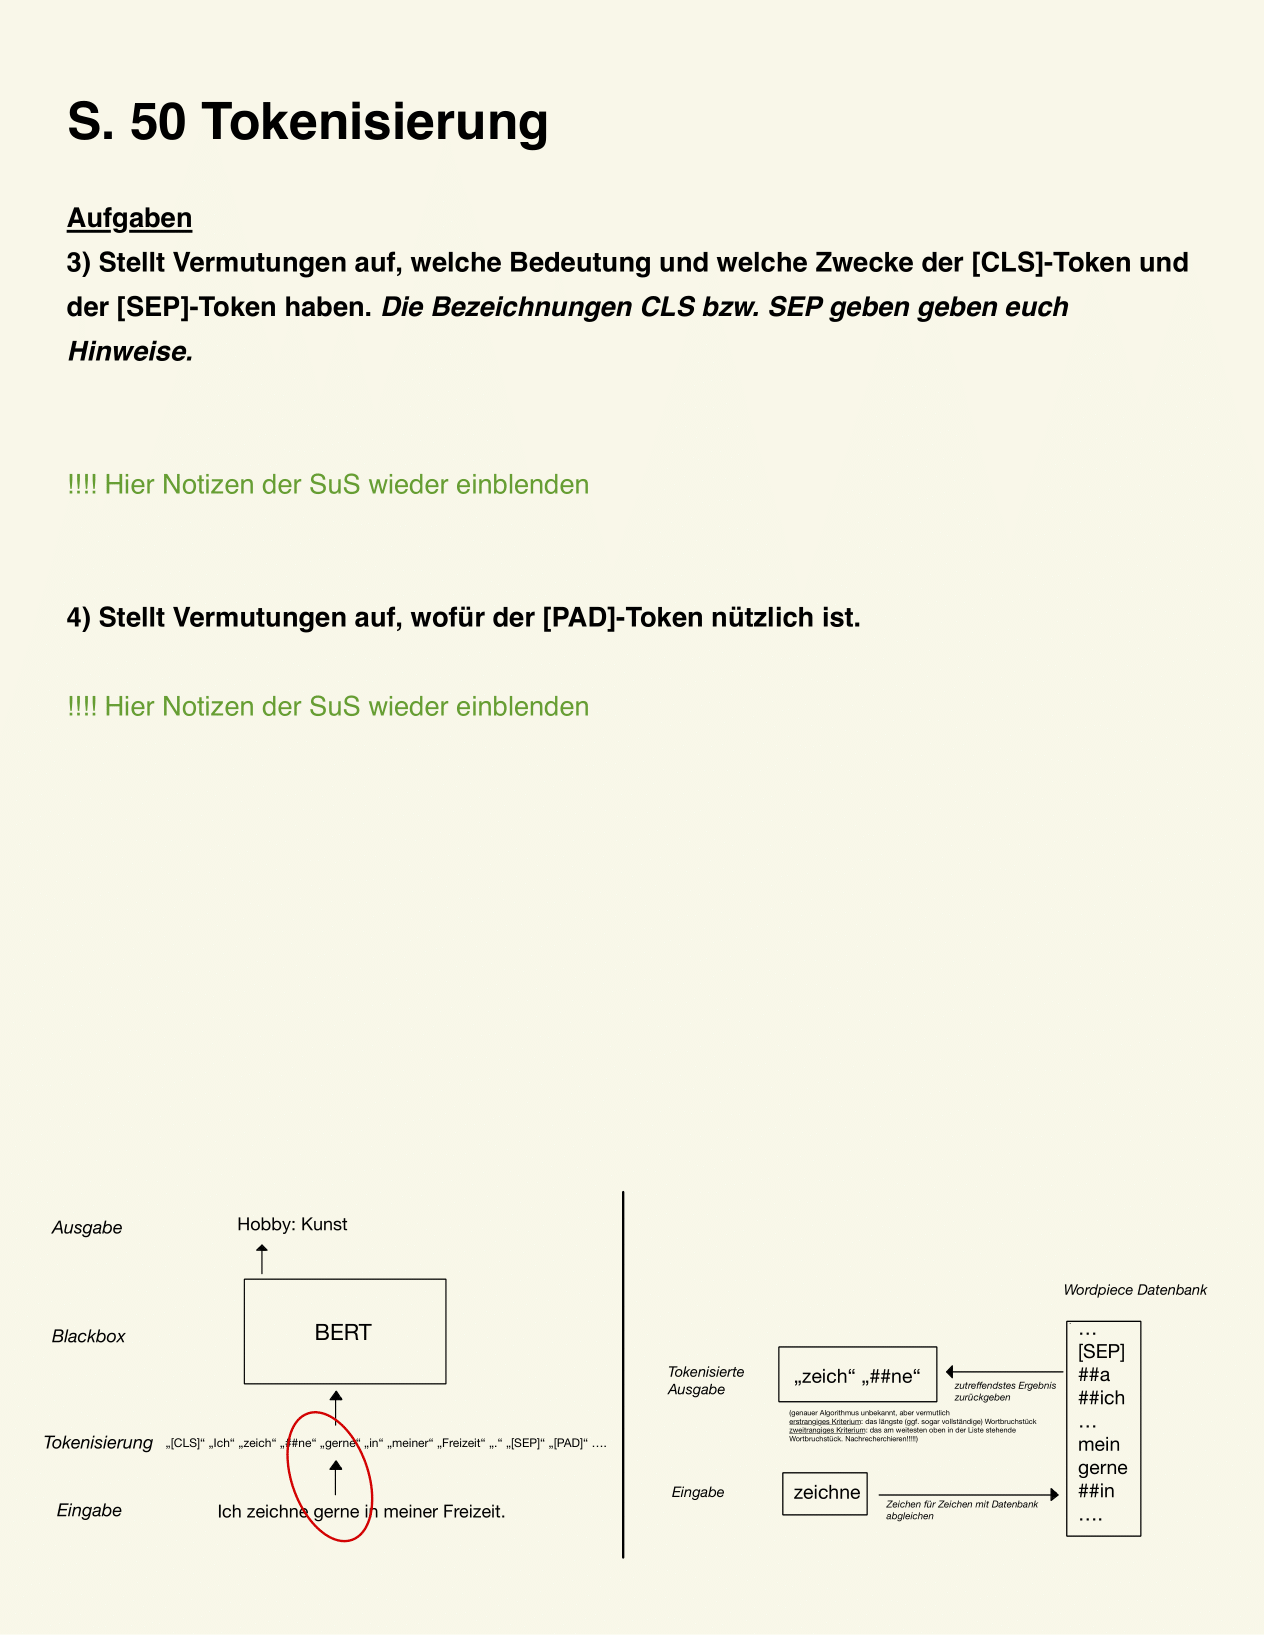 S. 50 Tokenisierung
Aufgaben
3) Stellt Vermutungen auf, welche Bedeutung und welche Zwecke der [CLS]-Token und
der [SEP]-Token haben. Die Bezeichnungen CLS bzw. SEP geben geben euch
Hinweise.
!!!! Hier Notizen der SuS wieder einblenden
4) Stellt Vermutungen auf, wofür der [PAD]-Token nützlich ist.
!!!! Hier Notizen der SuS wieder einblenden
Ausgabe
Hobby: Kunst
Blackbox
BERT
Tokenisierung
„[CLS]“ „Ich“ „zeich“ „##ne“ „gerne“ „in“ „meiner“ „Freizeit“ „.“ „[SEP]“ „[PAD]“ ….
Eingabe
Ich zeichne gerne in meiner Freizeit.
Wordpiece Datenbank
…
[SEP]
##a
##ich
…
mein
gerne
##in
….
Tokenisierte
Ausgabe
„zeich“ „##ne“
zutreffendstes Ergebnis
zurückgeben
(genauer Algorithmus unbekannt, aber vermutlich
erstrangiges Kriterium: das längste (ggf. sogar vollständige) Wortbruchstück
zweitrangiges Kriterium: das am weitesten oben in der Liste stehende
Wortbruchstück. Nachrecherchieren!!!!!)
Eingabe
zeichne
Zeichen für Zeichen mit Datenbank
abgleichen